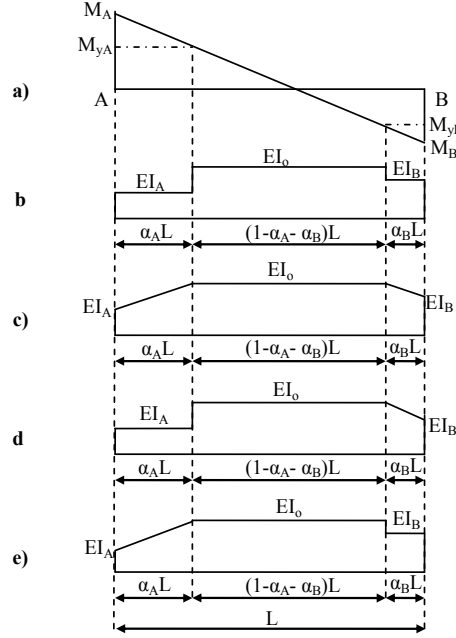 M_A
M_yA
a)
A
B
M_y
M_B
EI_o
EI_A
EI_B
b
α_AL
(1-α_A- α_B)L
α_BL
EI_o
EI_A
EI_B
c)
α_AL
(1-α_A- α_B)L
α_BL
EI_o
EI_A
EI_B
d
α_AL
(1-α_A- α_B)L
α_BL
EI_o
EI_B
EI_A
e)
α_AL
(1-α_A- α_B)L
α_BL
L